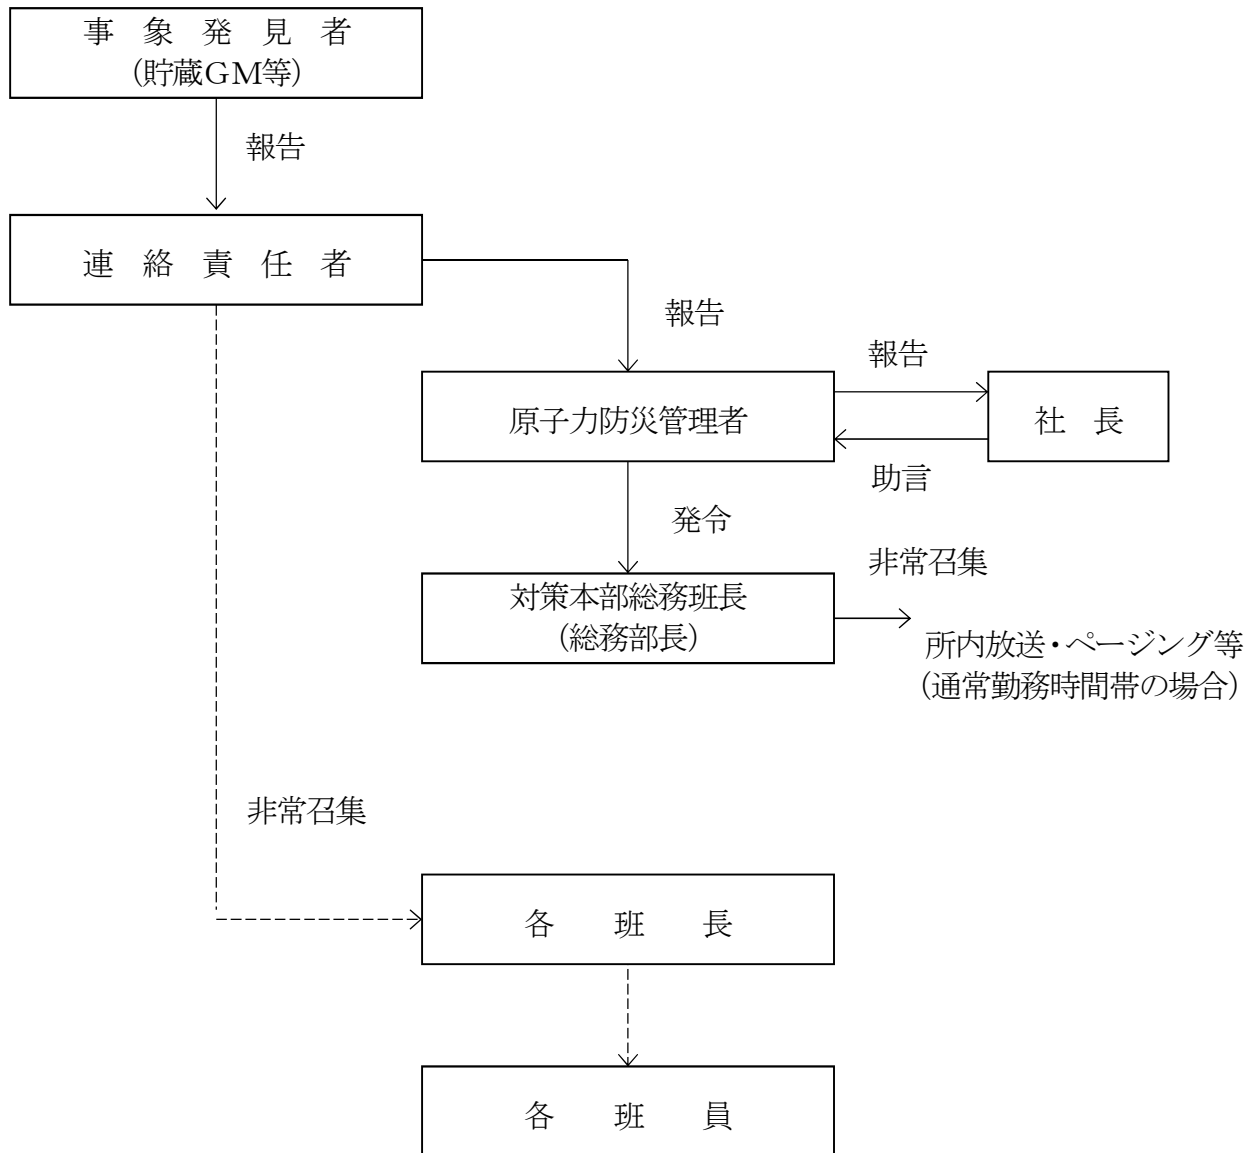 事 象 発 見 者
(貯蔵GM等)
報告
連 絡 責 任 者
報告
報告
原子力防災管理者
社 長
助言
発令
非常召集
対策本部総務班長
(総務部長)
所内放送・ページング等
(通常勤務時間帯の場合)
非常召集
各 班 長
各 班 員